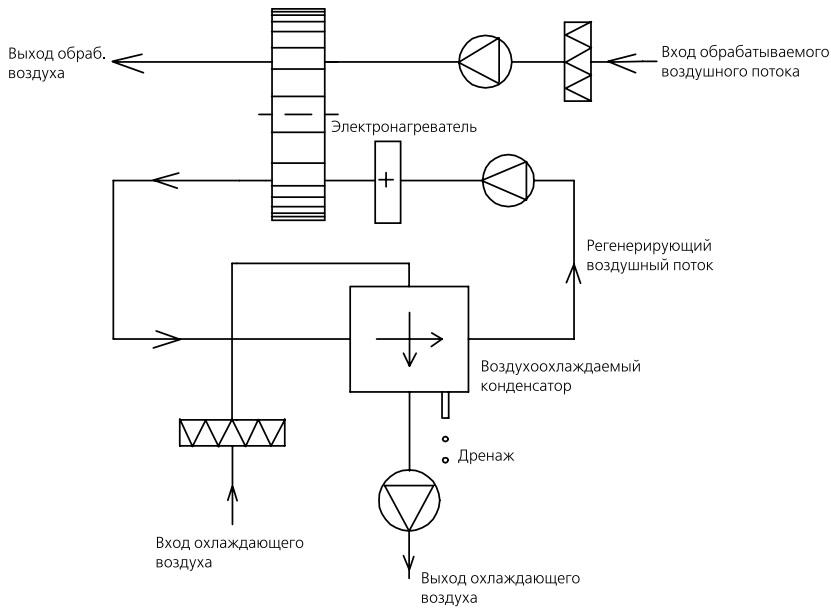 Выход обраб.
воздуха
Вход обрабатываемого
воздушного потока
Электронагреватель
Регенерирующий
воздушный поток
Воздухоохлаждаемый
конденсатор
Дренаж
Вход охлаждающего
воздуха
Выход охлаждающего
воздуха